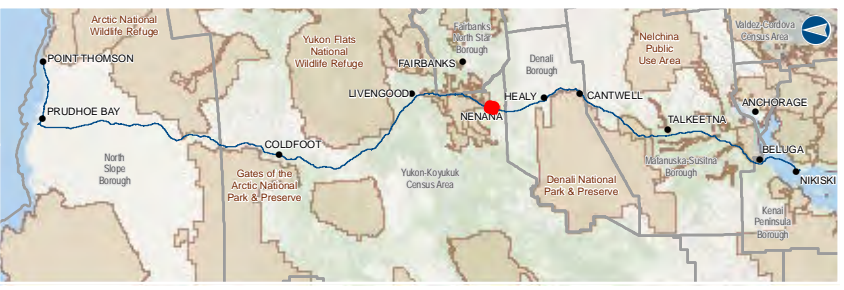 Arctic National
Wildlife Refuge
POINT THOMSON
PRUDHOE BAY
North
Slope
Borough
COLDFOOT
Gates of the
Arctic National
Park & Preserve
Yukon Flats
National
Wildlife Refuge
LIVENGOOD
FAIRBANKS
Fairbanks
North Star
Borough
NENANA
Yukon-Koyukuk
Census Area
HEALY
Denali
Borough
CANTWELL
Denali National
Park & Preserve
Nelchina
Public
Use Area
TALKEETNA
Matanuska-Susitna
Borough
Valdez-Cordova
Census Area
ANCHORAGE
BELUGA
NIKISKI
Kenai
Peninsula
Borough